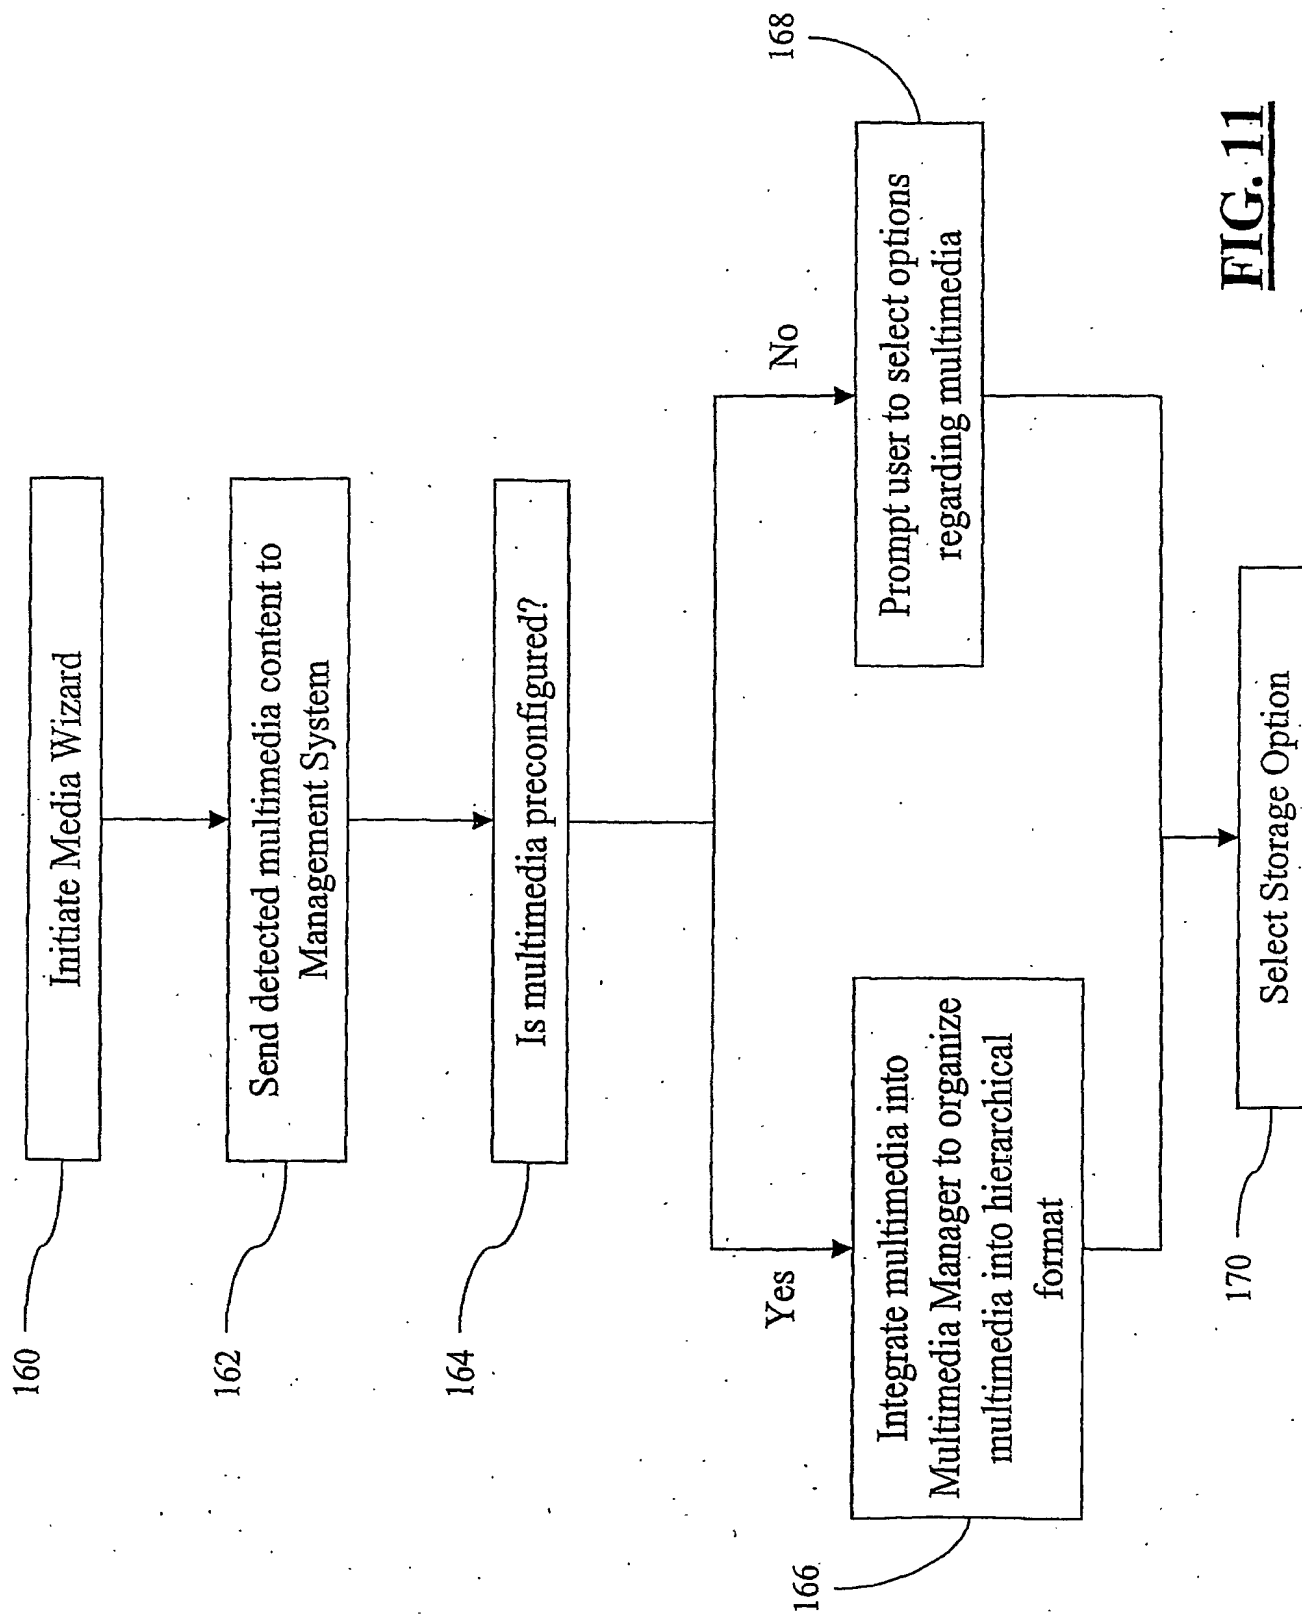 160
Initiate Media Wizard
162
Send detected multimedia content to
Management System
164
Is multimedia preconfigured?
Yes
No
166
Integrate multimedia into
Multimedia Manager to organize
multimedia into hierarchical
format
168
Prompt user to select options
regarding multimedia
170
Select Storage Option
FIG. 11